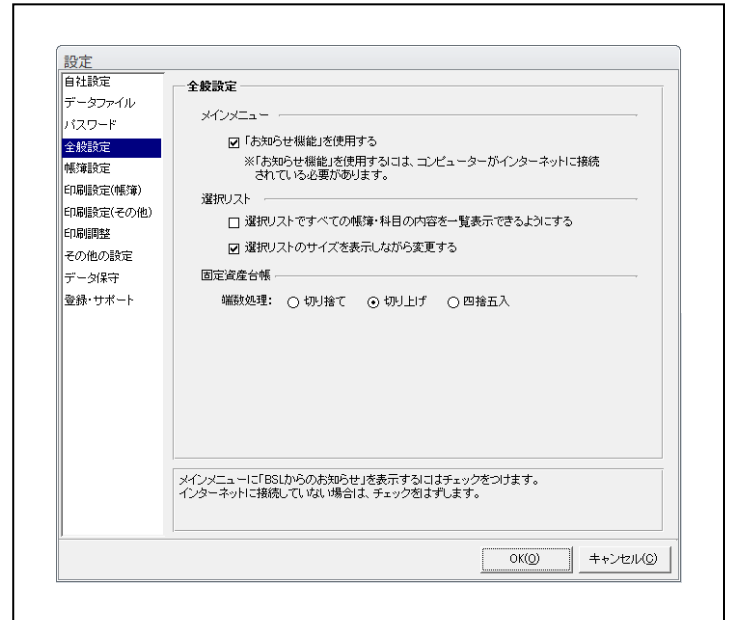 設定
自社設定
データファイル
パスワード
全般設定
帳簿設定
印刷設定(帳簿)
印刷設定(その他)
印刷調整
その他の設定
データ保守
登録・サポート
全般設定
メインメニュー
「お知らせ機能」を使用する
※「お知らせ機能」を使用するには、コンピューターがインターネットに接続
されている必要があります。
選択リスト
選択リストですべての帳簿・科目の内容を一覧表示できるようにする
選択リストのサイズを表示しながら変更する
固定資産台帳
端数処理: 切り捨て 切り上げ 四捨五入
メインメニューに「BSLからのお知らせ」を表示するにはチェックをつけます。
インターネットに接続していない場合は、チェックをはずします。
OK(O) キャンセル(C)